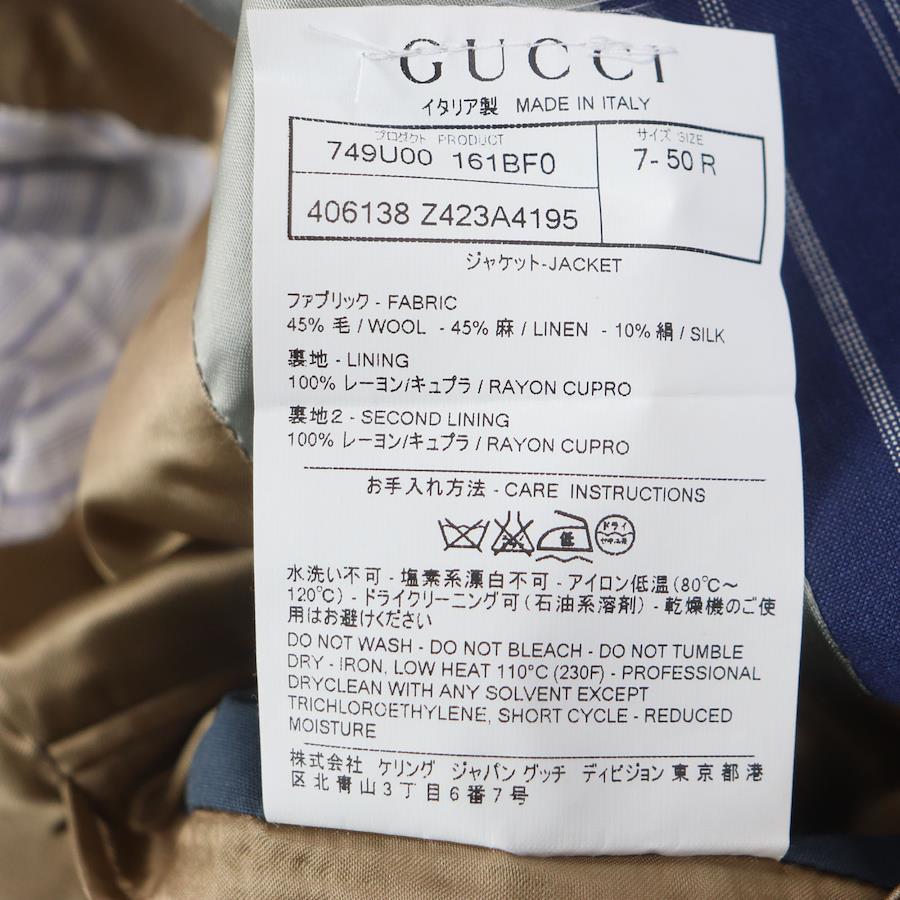 GUCCI
イタリア製 MADE IN ITALY
プロダクト PRODUCT
749U00 161BF0
サイズ SIZE
7- 50 R
406138 Z423A4195
ジャケット-JACKET
ファブリック - FABRIC
45% 毛 / WOOL - 45% 麻 / LINEN - 10% 絹 / SILK
裏地 - LINING
100% レーヨン/キュプラ / RAYON CUPRO
裏地2 - SECOND LINING
100% レーヨン/キュプラ / RAYON CUPRO
お手入れ方法 - CARE INSTRUCTIONS
低
ドライ
水洗い不可 - 塩素系漂白不可 - アイロン低温(80℃〜
120℃) - ドライクリーニング可 (石油系溶剤) - 乾燥機のご使
用はお避けください
DO NOT WASH - DO NOT BLEACH - DO NOT TUMBLE
DRY - IRON, LOW HEAT 110°C (230F) - PROFESSIONAL
DRYCLEAN WITH ANY SOLVENT EXCEPT
TRICHLOROETHYLENE, SHORT CYCLE - REDUCED
MOISTURE
株式会社 ケリング ジャパン グッチ ディビジョン 東京都港
区北青山3丁目6番7号